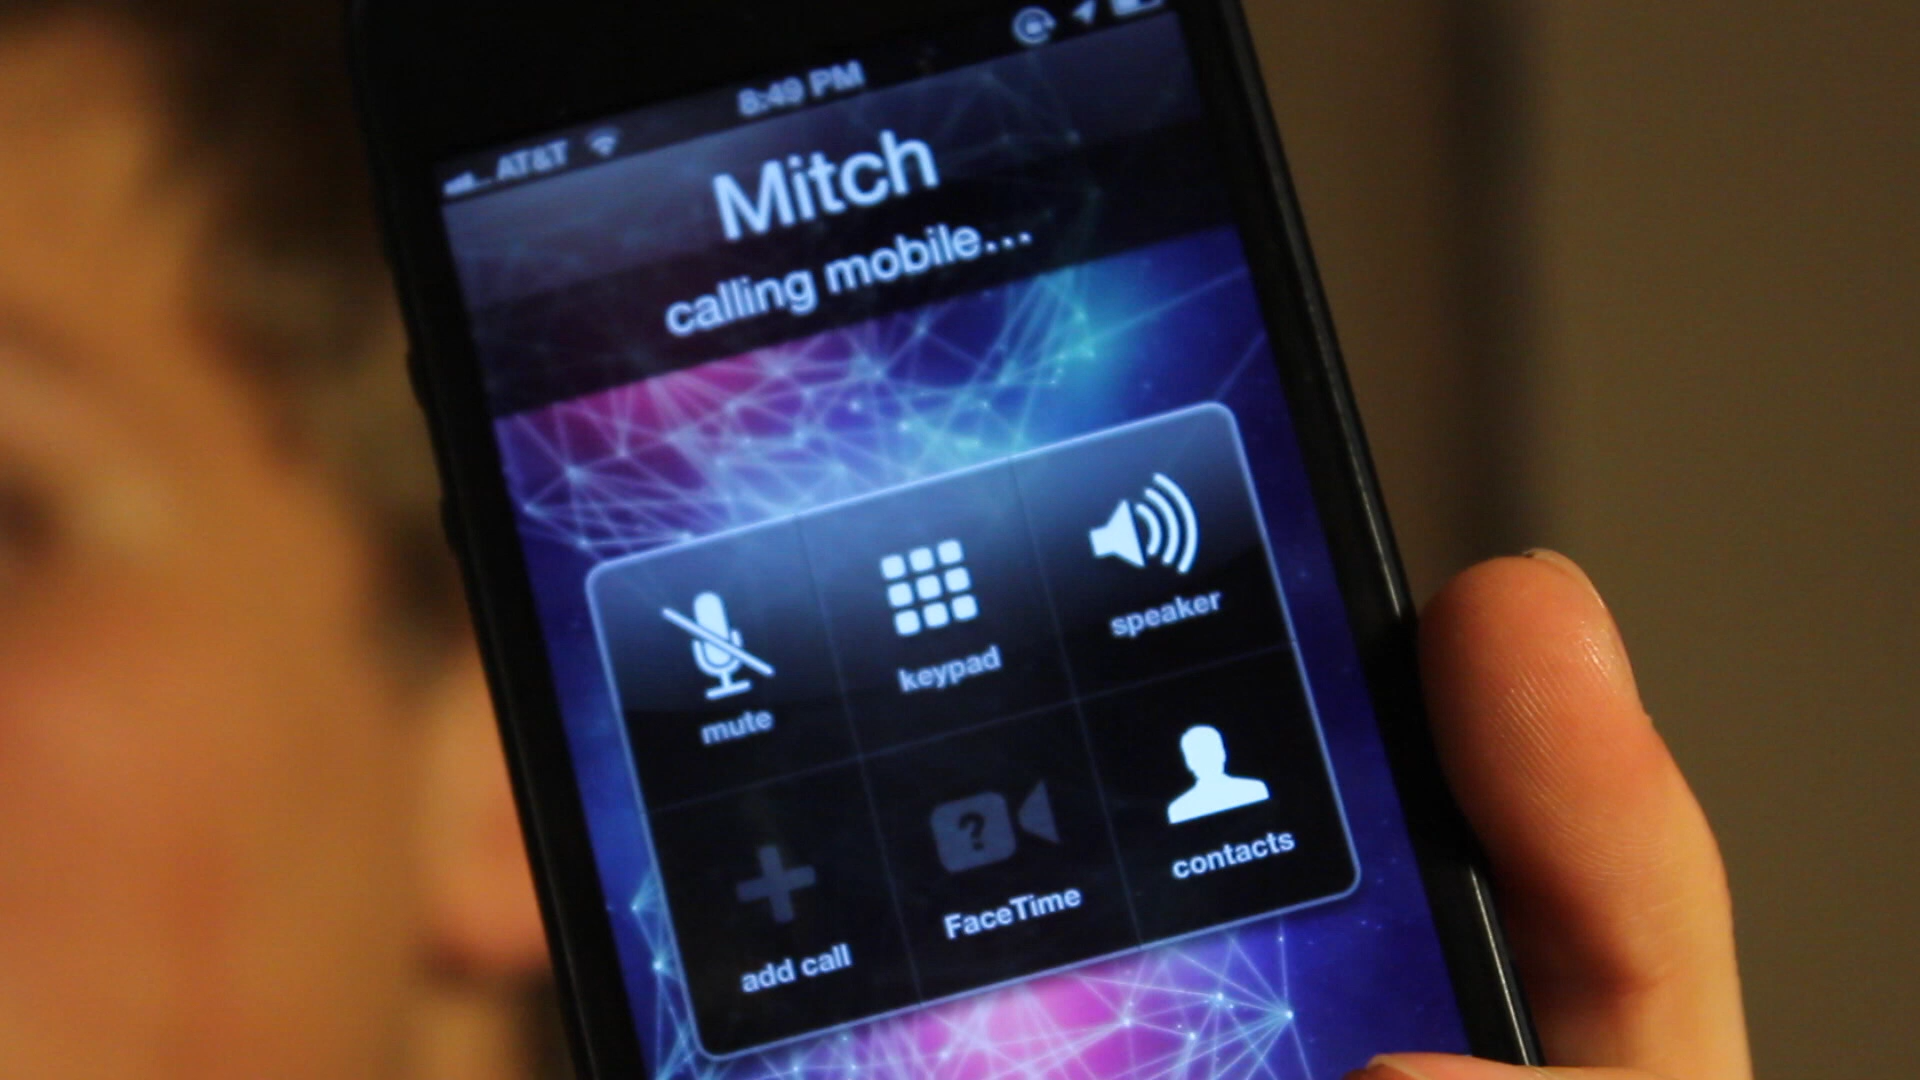 8:49 PM
AT&T
Mitch
calling mobile...
mute
keypad
speaker
add call
?
FaceTime
contacts